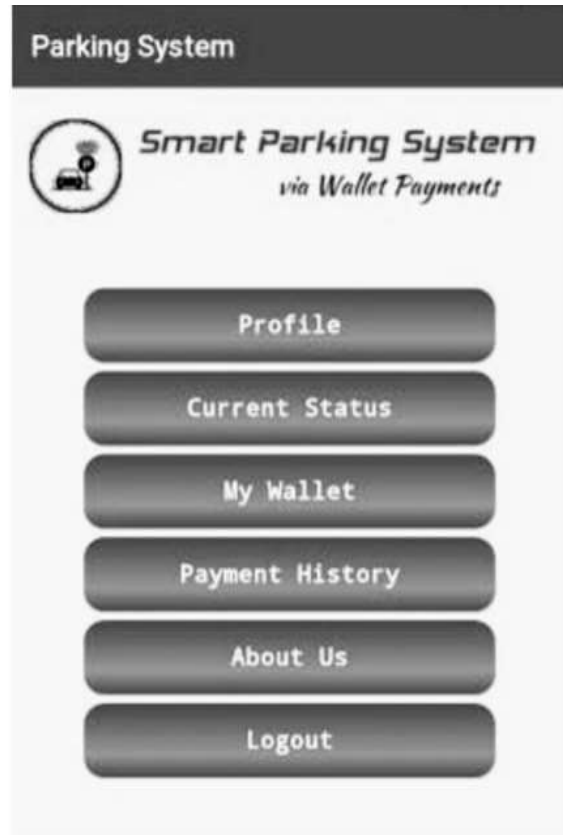 Parking System
Smart Parking System
via Wallet Payments
P
Profile
Current Status
My Wallet
Payment History
About Us
Logout